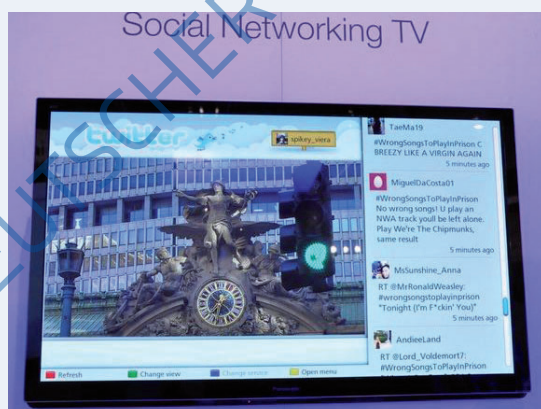 Social Networking TV
twitter
spikey_viera
TaeMa19
#WrongSongsToPlayInPrison C
BREEZY LIKE A VIRGIN AGAIN
5 minutes ago
MiguelDaCosta01
#WrongSongsToPlayInPrison
No wrong songs! U play an
NWA track youll be left alone.
Play We're The Chipmunks,
same result
5 minutes ago
MsSunshine_Anna
RT @MrRonaldWeasley:
#wrongsongstoplayinprison
"Tonight (I'm F*ckin' You)"
5 minutes ago
AndieeLand
RT @Lord_Voldemort7:
#WrongSongsToPlayInPrison
Refresh
Change view
Change service
Open menu
Panasonic